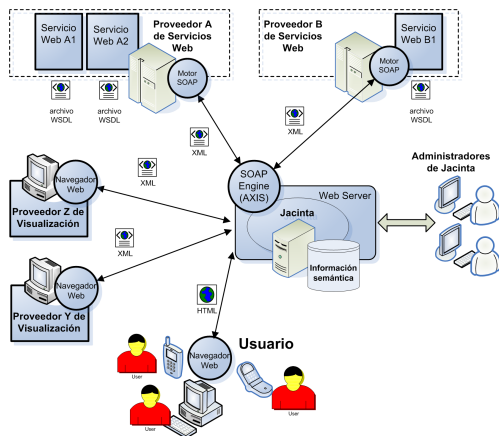 Servicio
Web A1
Servicio
Web A2
Proveedor A
de Servicios
Web
Motor
SOAP
Proveedor B
de Servicios
Web
Servicio
Web B1
Motor
SOAP
archivo
WSDL
archivo
WSDL
XML
XML
archivo
WSDL
Navegador
Web
Proveedor Z de
Visualización
XML
SOAP
Engine
(AXIS)
Web Server
Jacinta
Información
semántica
Administradores
de Jacinta
XML
Navegador
Web
Proveedor Y de
Visualización
HTML
Usuario
Navegador
Web
User
User
User